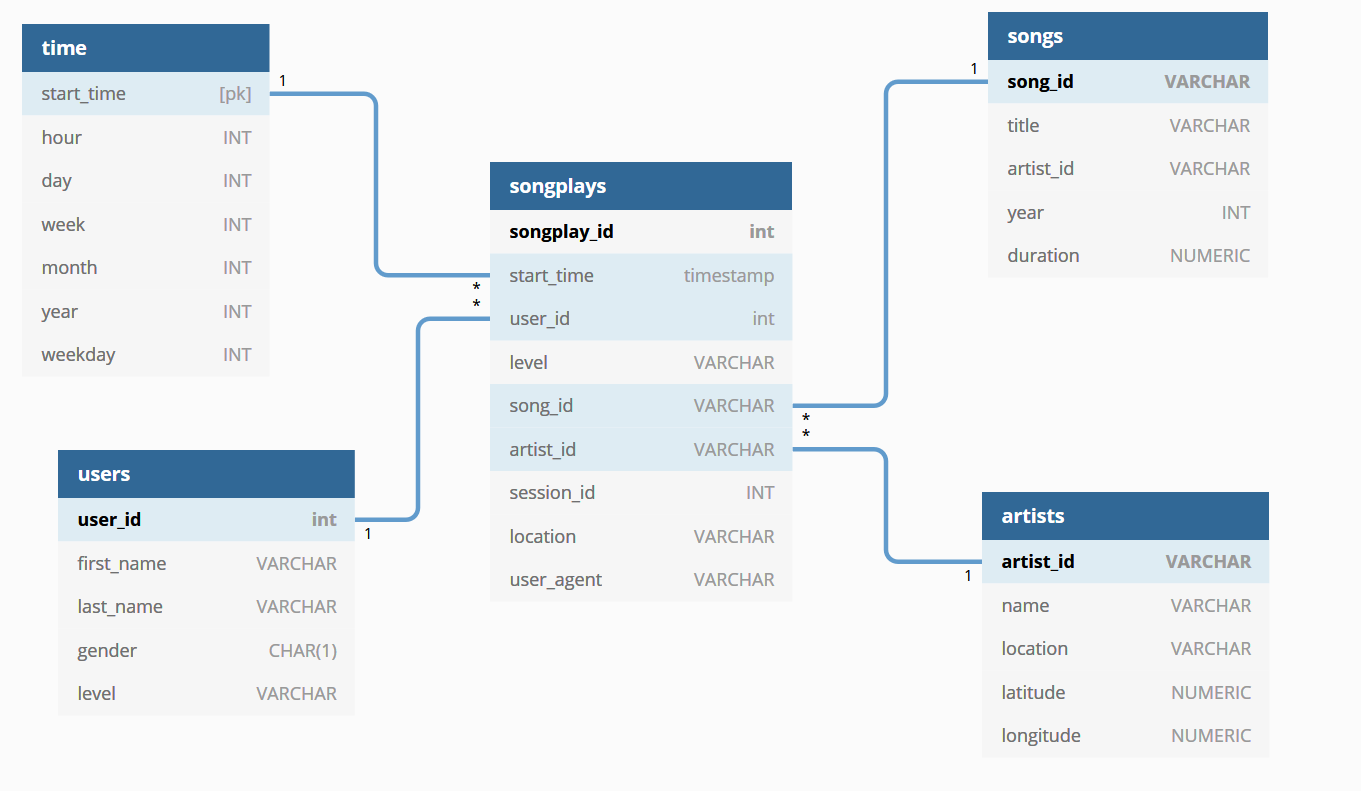 time
start_time [pk]
hour INT
day INT
week INT
month INT
year INT
weekday INT
1
users
user_id int
first_name VARCHAR
last_name VARCHAR
gender CHAR(1)
level VARCHAR
1
songplays
songplay_id int
start_time timestamp
user_id int
level VARCHAR
song_id VARCHAR
artist_id VARCHAR
session_id INT
location VARCHAR
user_agent VARCHAR
*
*
*
*
songs
song_id VARCHAR
title VARCHAR
artist_id VARCHAR
year INT
duration NUMERIC
1
artists
artist_id VARCHAR
name VARCHAR
location VARCHAR
latitude NUMERIC
longitude NUMERIC
1